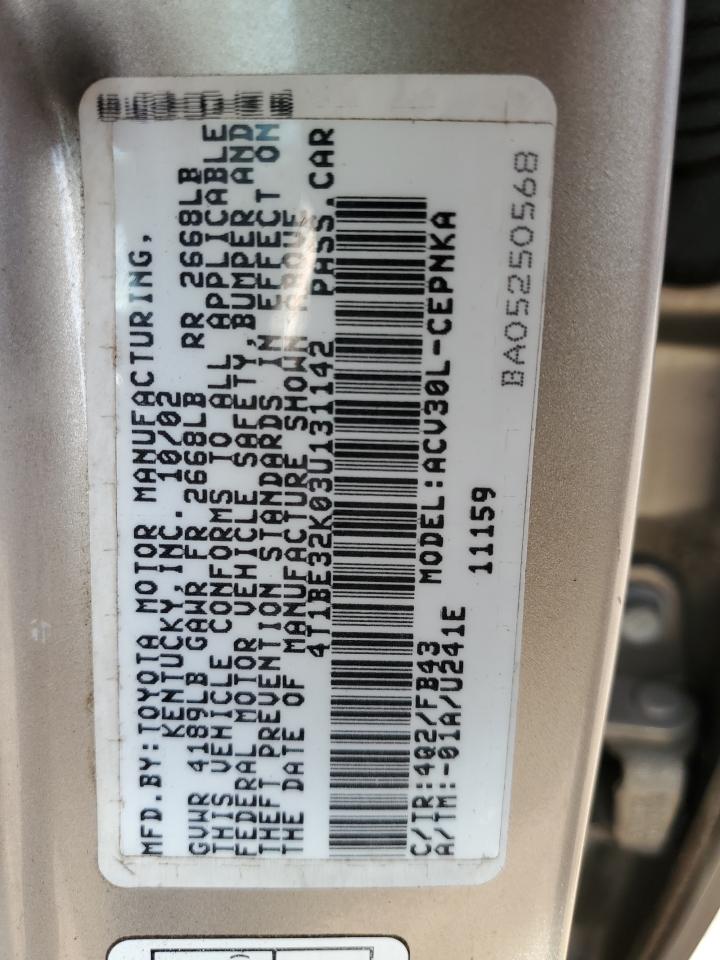 MFD.BY:TOYOTA MOTOR MANUFACTURING,
KENTUCKY,INC. 10/02
GVWR 4189LB GAWR FR 2668LB RR 2668LB
THIS VEHICLE CONFORMS TO ALL APPLICABLE
FEDERAL MOTOR VEHICLE SAFETY,BUMPER AND
THEFT PREVENTION STANDARDS IN EFFECT ON
THE DATE OF MANUFACTURE SHOWN ABOVE.
4T1BE32K03U131142 PASS.CAR
C/TR:4Q2/FB43 MODEL:ACV30L-CEPNKA
A/TM:-01A/U241E 11159
BA05250568